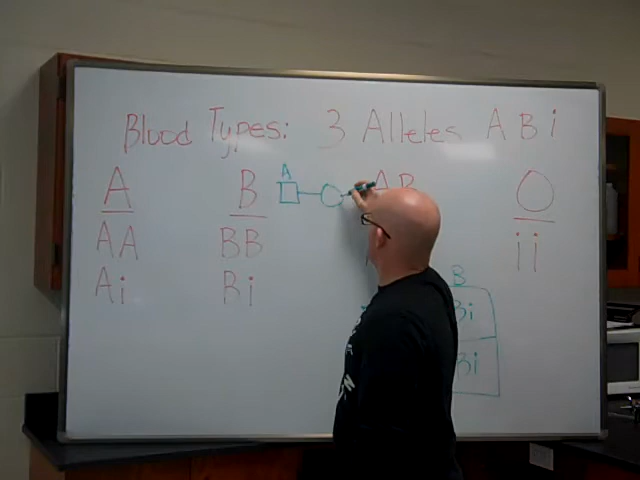 Blood Types: 3 Alleles A B i
A B AB O
AA BB ii
Ai Bi
A
B
Bi
Bi